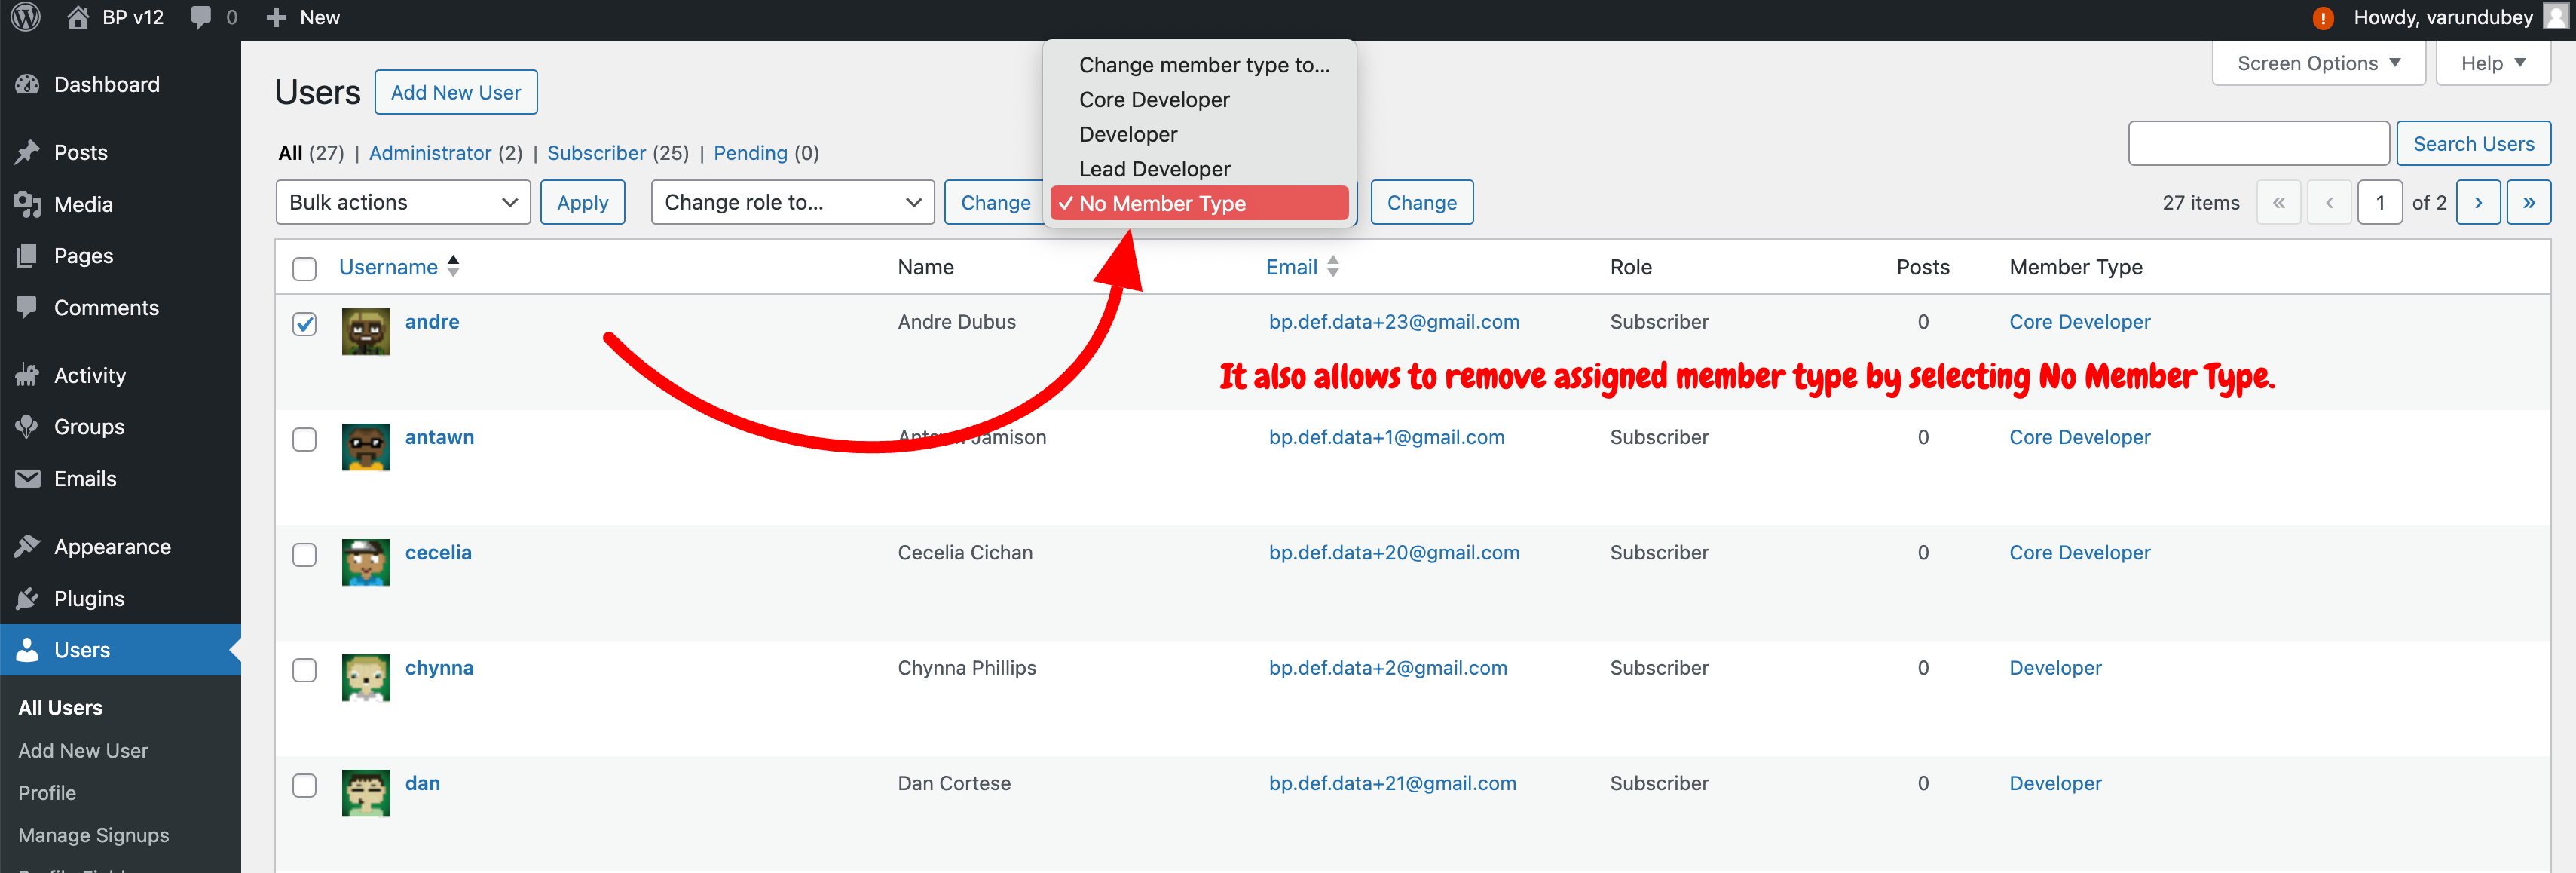 BP v12 0 New
! Howdy, varundubey
Dashboard
Posts
Media
Pages
Comments
Activity
Groups
Emails
Appearance
Plugins
Users
All Users
Add New User
Profile
Manage Signups
Screen Options Help
Users Add New User
Change member type to...
Core Developer
Developer
Lead Developer
✓ No Member Type
All (27) | Administrator (2) | Subscriber (25) | Pending (0)
Search Users
Bulk actions Apply Change role to... Change Change
27 items « ‹ 1 of 2 › »
Username Name Email Role Posts Member Type
andre Andre Dubus bp.def.data+23@gmail.com Subscriber 0 Core Developer
It also allows to remove assigned member type by selecting No Member Type.
antawn Jamison bp.def.data+1@gmail.com Subscriber 0 Core Developer
cecelia Cecelia Cichan bp.def.data+20@gmail.com Subscriber 0 Core Developer
chynna Chynna Phillips bp.def.data+2@gmail.com Subscriber 0 Developer
dan Dan Cortese bp.def.data+21@gmail.com Subscriber 0 Developer